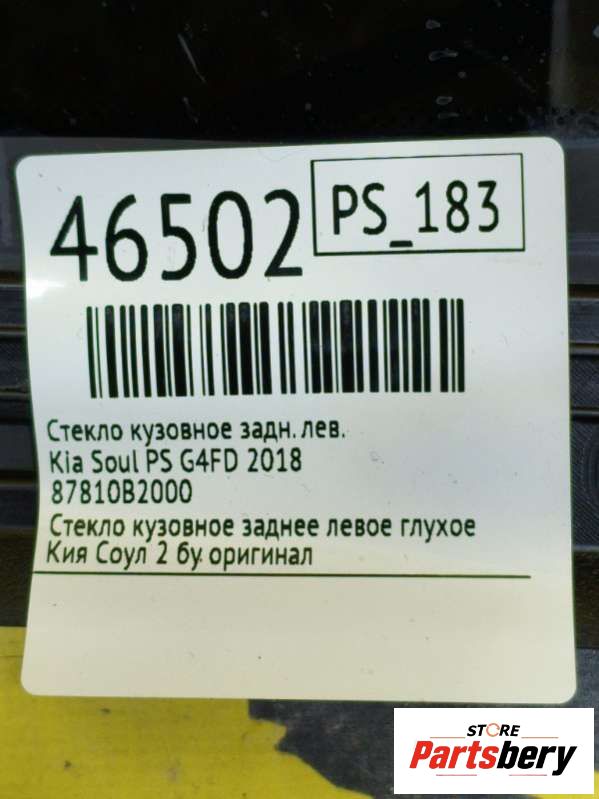 46502
PS_183
Стекло кузовное задн. лев.
Kia Soul PS G4FD 2018
87810B2000
Стекло кузовное заднее левое глухое
Кия Соул 2 бу. оригинал
STORE
Partsbery